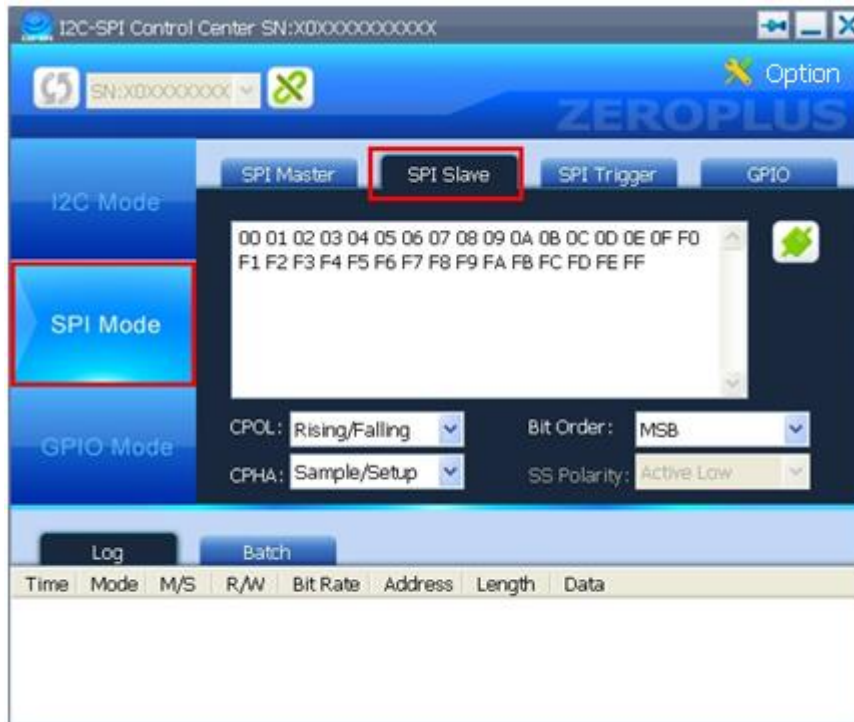 I2C-SPI Control Center SN:X0XXXXXXXXXX
SN:X0XXXXXXX
Option
ZEROPLUS
I2C Mode
SPI Mode
GPIO Mode
SPI Master SPI Slave SPI Trigger GPIO
00 01 02 03 04 05 06 07 08 09 0A 0B 0C 0D 0E 0F F0
F1 F2 F3 F4 F5 F6 F7 F8 F9 FA FB FC FD FE FF
CPOL: Rising/Falling Bit Order: MSB
CPHA: Sample/Setup SS Polarity: Active Low
Log Batch
Time Mode M/S R/W Bit Rate Address Length Data